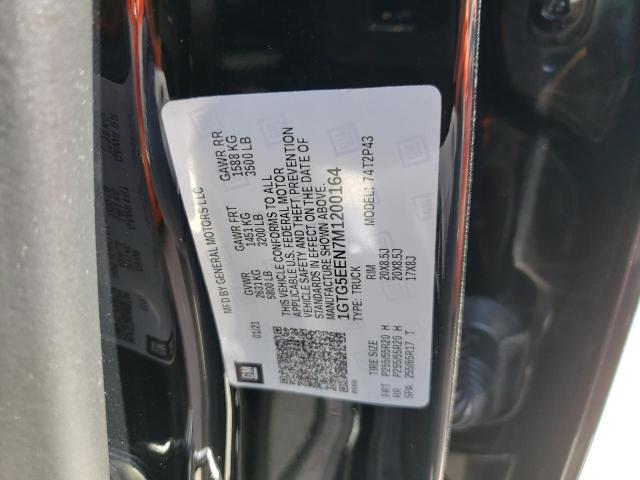 MFD BY GENERAL MOTORS LLC
01/21 GVWR GAWR FRT GAWR RR
2631 KG 1451 KG 1588 KG
5800 LB 3200 LB 3500 LB
THIS VEHICLE CONFORMS TO ALL
APPLICABLE U.S. FEDERAL MOTOR
VEHICLE SAFETY AND THEFT PREVENTION
STANDARDS IN EFFECT ON THE DATE OF
MANUFACTURE SHOWN ABOVE.
1GTG5EEN7M1200164
TYPE: TRUCK MODEL: 74T2P43
TIRE SIZE RIM
FRT P255/55R20 H 20X8.5J
RR P255/55R20 H 20X8.5J
SPA 255/65R17 T 17X8J
GM